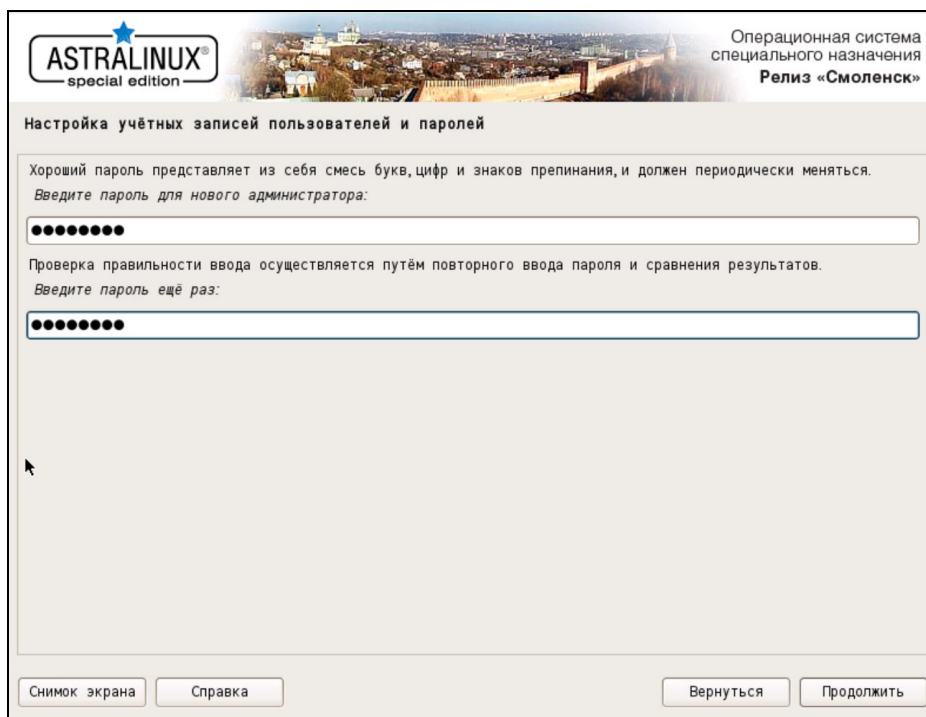 ASTRALINUX®
special edition
Операционная система
специального назначения
Релиз «Смоленск»
Настройка учётных записей пользователей и паролей
Хороший пароль представляет из себя смесь букв, цифр и знаков препинания, и должен периодически меняться.
Введите пароль для нового администратора:
●●●●●●●●
Проверка правильности ввода осуществляется путём повторного ввода пароля и сравнения результатов.
Введите пароль ещё раз:
●●●●●●●●
Снимок экрана
Справка
Вернуться
Продолжить